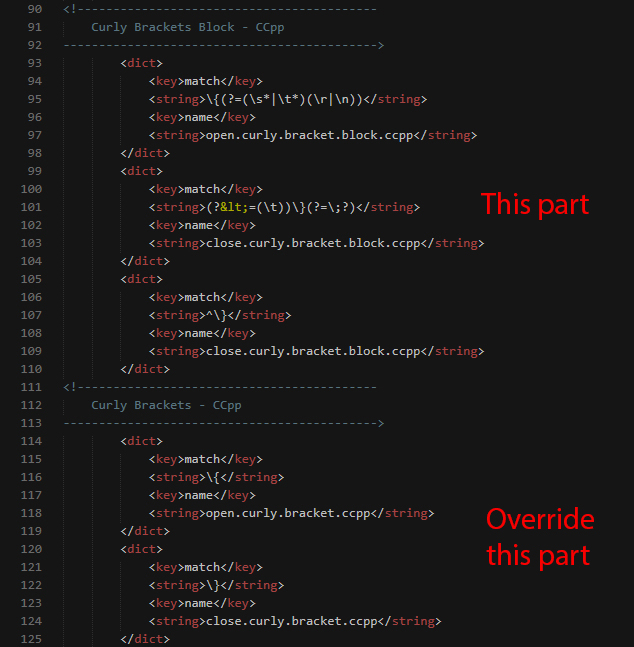 90 <!----------------------------------------
91 Curly Brackets Block - CCpp
92 ------------------------------------------>
93 <dict>
94 <key>match</key>
95 <string>\{(?=(\s*|\t*)(\r|\n))</string>
96 <key>name</key>
97 <string>open.curly.bracket.block.ccpp</string>
98 </dict>
99 <dict>
100 <key>match</key>
101 <string>(?&lt;=(\t))\}(?=\;?)</string>
This part
102 <key>name</key>
103 <string>close.curly.bracket.block.ccpp</string>
104 </dict>
105 <dict>
106 <key>match</key>
107 <string>^\}</string>
108 <key>name</key>
109 <string>close.curly.bracket.block.ccpp</string>
110 </dict>
111 <!----------------------------------------
112 Curly Brackets - CCpp
113 ------------------------------------------>
114 <dict>
115 <key>match</key>
116 <string>\{</string>
117 <key>name</key>
118 <string>open.curly.bracket.ccpp</string>
Override
119 </dict>
120 <dict>
this part
121 <key>match</key>
122 <string>\}</string>
123 <key>name</key>
124 <string>close.curly.bracket.ccpp</string>
125 </dict>